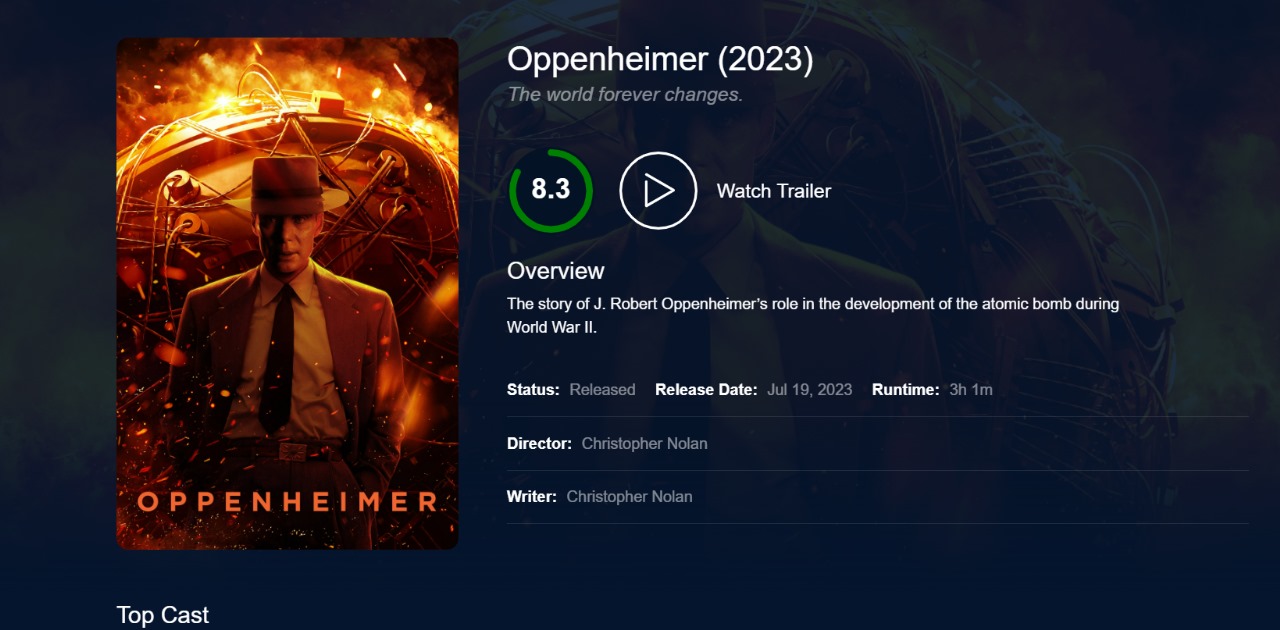 OPPENHEIMER
Oppenheimer (2023)
The world forever changes.
8.3
Watch Trailer
Overview
The story of J. Robert Oppenheimer’s role in the development of the atomic bomb during
World War II.
Status: Released Release Date: Jul 19, 2023 Runtime: 3h 1m
Director: Christopher Nolan
Writer: Christopher Nolan
Top Cast